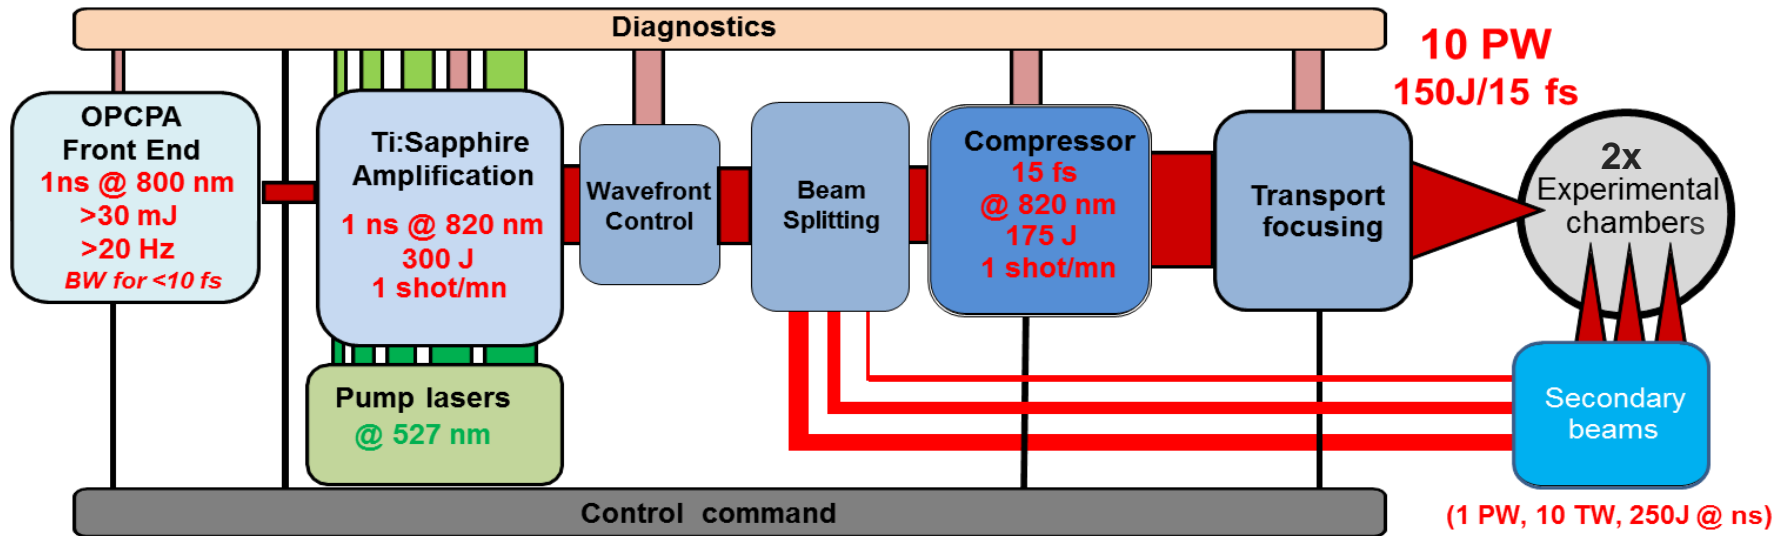 Diagnostics
10 PW
150J/15 fs
OPCPA
Front End
1ns @ 800 nm
>30 mJ
>20 Hz
BW for <10 fs
Ti:Sapphire
Amplification
1 ns @ 820 nm
300 J
1 shot/mn
Wavefront
Control
Beam
Splitting
Compressor
15 fs
@ 820 nm
175 J
1 shot/mn
Transport
focusing
2x
Experimental
chambers
Pump lasers
@ 527 nm
Secondary
beams
Control command
(1 PW, 10 TW, 250J @ ns)